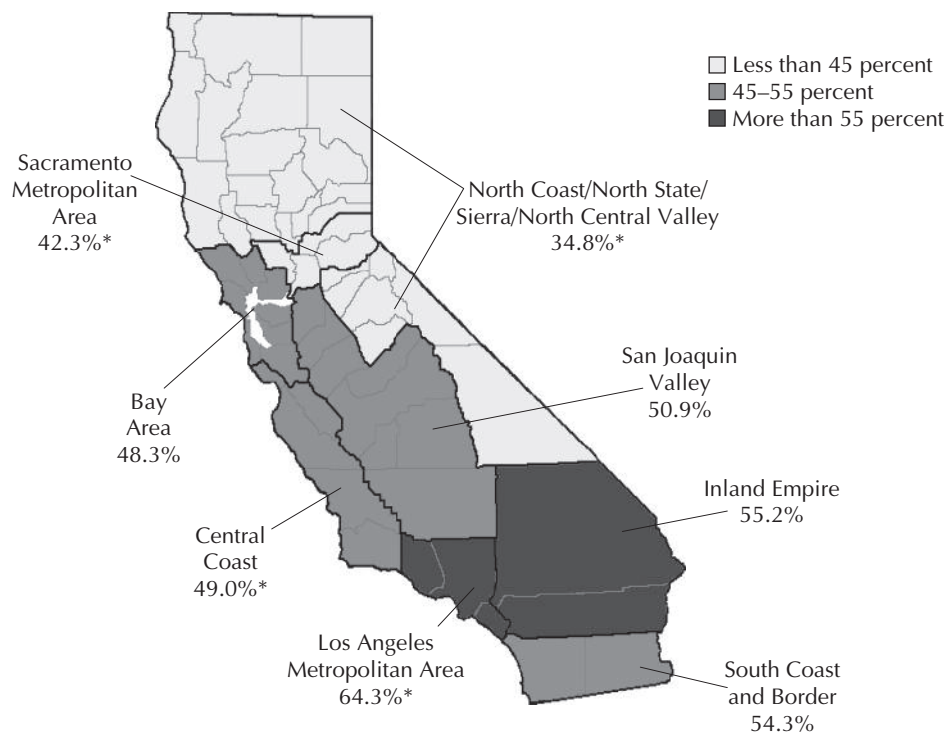 Less than 45 percent
45–55 percent
More than 55 percent
Sacramento
Metropolitan
Area
42.3%*
North Coast/North State/
Sierra/North Central Valley
34.8%*
San Joaquin
Valley
50.9%
Bay
Area
48.3%
Inland Empire
55.2%
Central
Coast
49.0%*
Los Angeles
Metropolitan Area
64.3%*
South Coast
and Border
54.3%